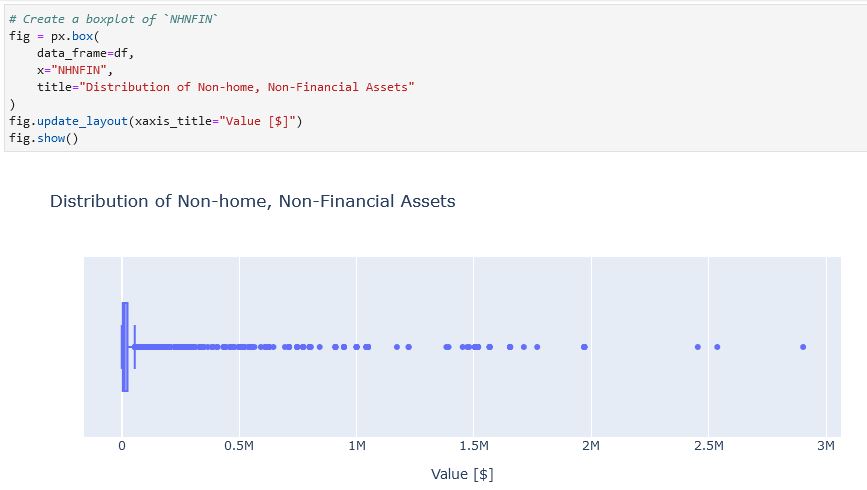 # Create a boxplot of `NHNFIN`
fig = px.box(
    data_frame=df,
    x="NHNFIN",
    title="Distribution of Non-home, Non-Financial Assets"
)
fig.update_layout(xaxis_title="Value [$]")
fig.show()
Distribution of Non-home, Non-Financial Assets
0 0.5M 1M 1.5M 2M 2.5M 3M
Value [$]